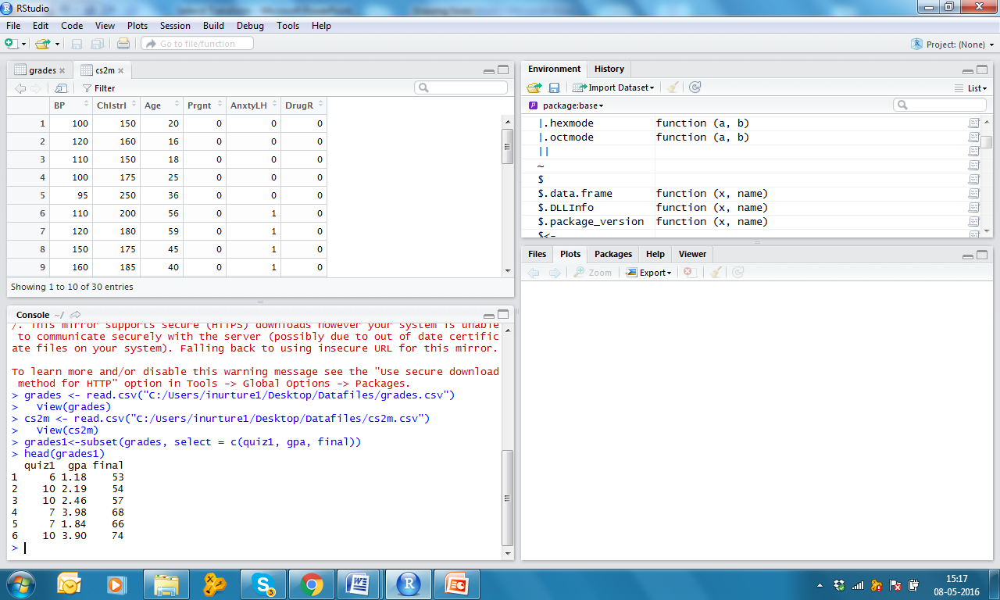 RStudio
File Edit Code View Plots Session Build Debug Tools Help
Go to file/function
Project: (None)
grades
cs2m
Filter
BP Chlstrl Age Prgnt AnxtyLH DrugR
1 100 150 20 0 0 0
2 120 160 16 0 0 0
3 110 150 18 0 0 0
4 100 175 25 0 0 0
5 95 250 36 0 0 0
6 110 200 56 0 1 0
7 120 180 59 0 1 0
8 150 175 45 0 1 0
9 160 185 40 0 1 0
Showing 1 to 10 of 30 entries
Console ~/
/. This mirror supports secure (HTTPS) downloads however your system is unable
to communicate securely with the server (possibly due to out of date certific
ate files on your system). Falling back to using insecure URL for this mirror.
To learn more and/or disable this warning message see the "Use secure download
method for HTTP" option in Tools -> Global Options -> Packages.
> grades <- read.csv("C:/Users/inurture1/Desktop/Datafiles/grades.csv")
> View(grades)
> cs2m <- read.csv("C:/Users/inurture1/Desktop/Datafiles/cs2m.csv")
> View(cs2m)
> grades1<-subset(grades, select = c(quiz1, gpa, final))
> head(grades1)
quiz1 gpa final
1 6 1.18 53
2 10 2.19 54
3 10 2.46 57
4 7 3.98 68
5 7 1.84 66
6 10 3.90 74
>
Environment History
Import Dataset
List
package:base
|.hexmode function (a, b)
|.octmode function (a, b)
||
~
$
$.data.frame function (x, name)
$.DLLInfo function (x, name)
$.package_version function (x, name)
$<-
Files Plots Packages Help Viewer
Zoom Export
3
15:17
08-05-2016